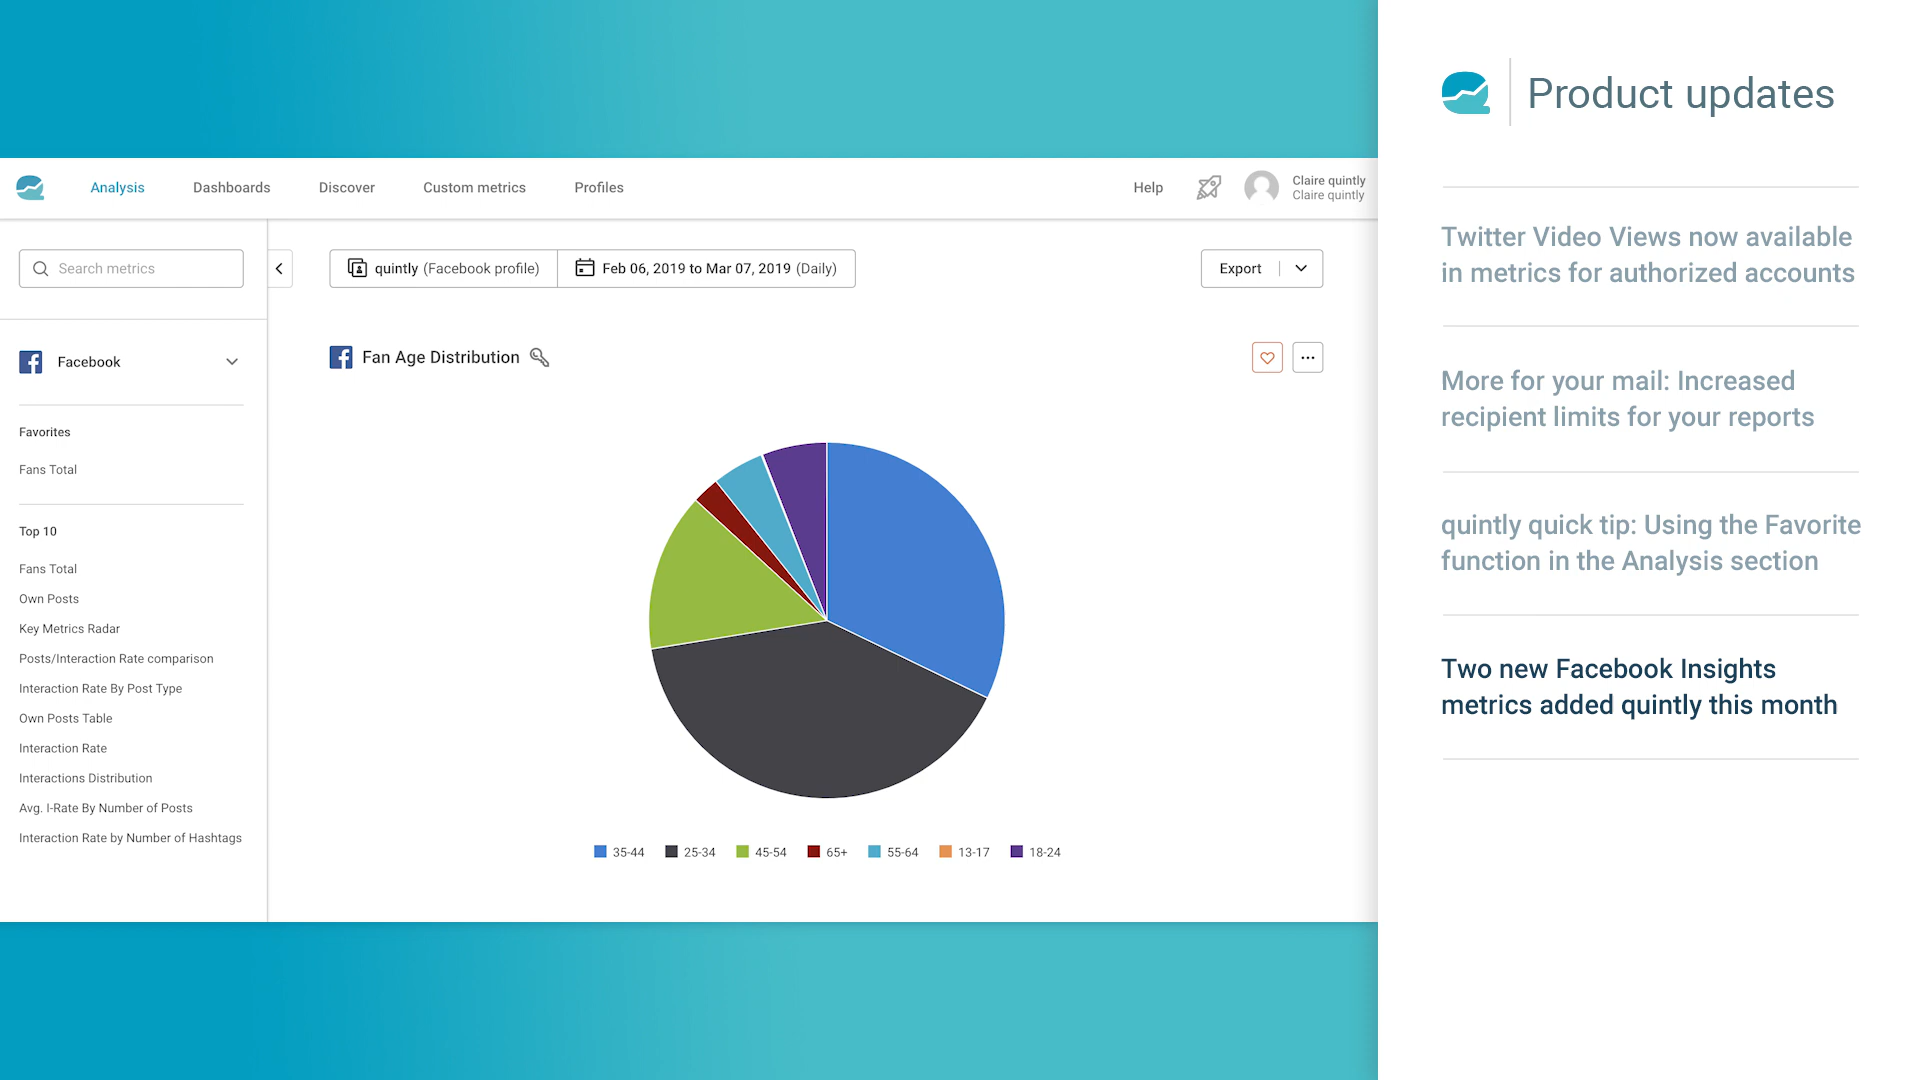 Analysis
Dashboards
Discover
Custom metrics
Profiles
Help
Claire quintly
Claire quintly
Search metrics
Facebook
Favorites
Fans Total
Top 10
Fans Total
Own Posts
Key Metrics Radar
Posts/Interaction Rate comparison
Interaction Rate By Post Type
Own Posts Table
Interaction Rate
Interactions Distribution
Avg. I-Rate By Number of Posts
Interaction Rate by Number of Hashtags
quintly (Facebook profile)
Feb 06, 2019 to Mar 07, 2019 (Daily)
Export
Fan Age Distribution
35-44
25-34
45-54
65+
55-64
13-17
18-24
Product updates
Twitter Video Views now available
in metrics for authorized accounts
More for your mail: Increased
recipient limits for your reports
quintly quick tip: Using the Favorite
function in the Analysis section
Two new Facebook Insights
metrics added quintly this month